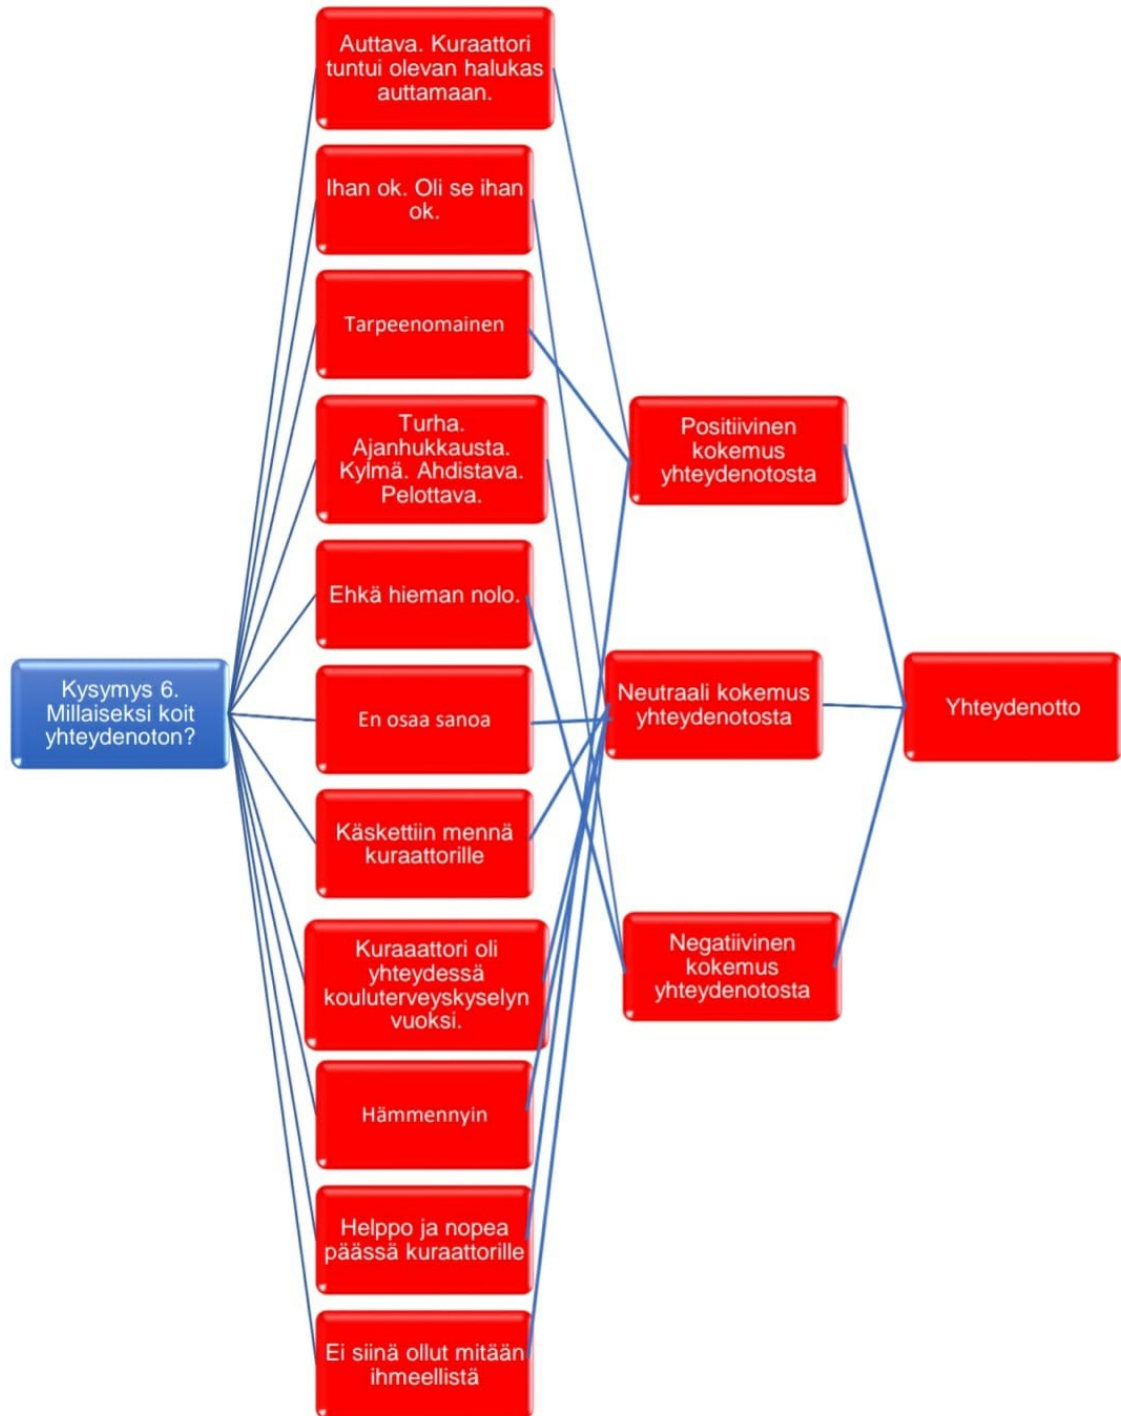 Auttava. Kuraattori
tuntui olevan halukas
auttamaan.
Ihan ok. Oli se ihan
ok.
Tarpeenomainen
Turha.
Ajanhukkausta.
Kylmä. Ahdistava.
Pelottava.
Ehkä hieman nolo.
En osaa sanoa
Käskettiin mennä
kuraattorille
Kuraaattori oli
yhteydessä
kouluterveyskyselyn
vuoksi.
Hämmennyin
Helppo ja nopea
päässä kuraattorille
Ei siinä ollut mitään
ihmeellistä
Kysymys 6.
Millaiseksi koit
yhteydenoton?
Positiivinen
kokemus
yhteydenotosta
Neutraali kokemus
yhteydenotosta
Negatiivinen
kokemus
yhteydenotosta
Yhteydenotto